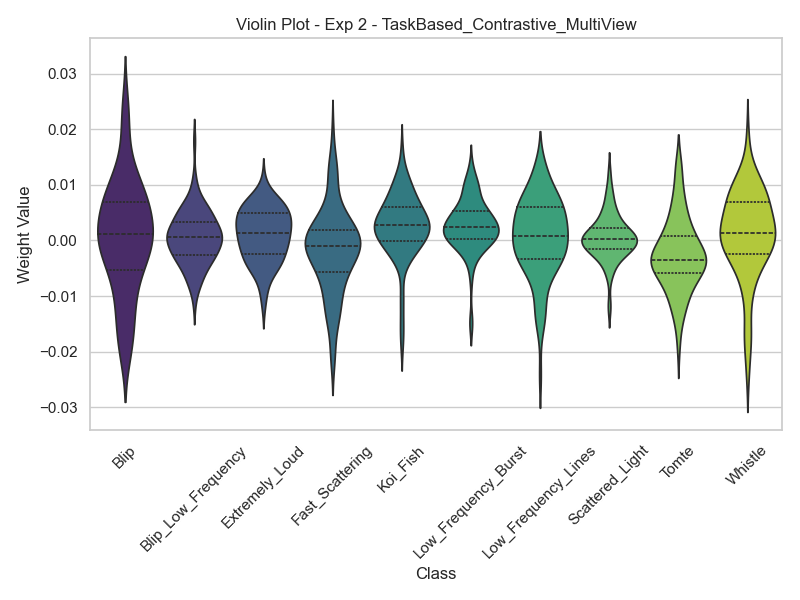 Violin Plot - Exp 2 - TaskBased_Contrastive_MultiView
Weight Value
0.03
0.02
0.01
0.00
−0.01
−0.02
−0.03
Blip
Blip_Low_Frequency
Extremely_Loud
Fast_Scattering
Koi_Fish
Low_Frequency_Burst
Low_Frequency_Lines
Scattered_Light
Tomte
Whistle
Class